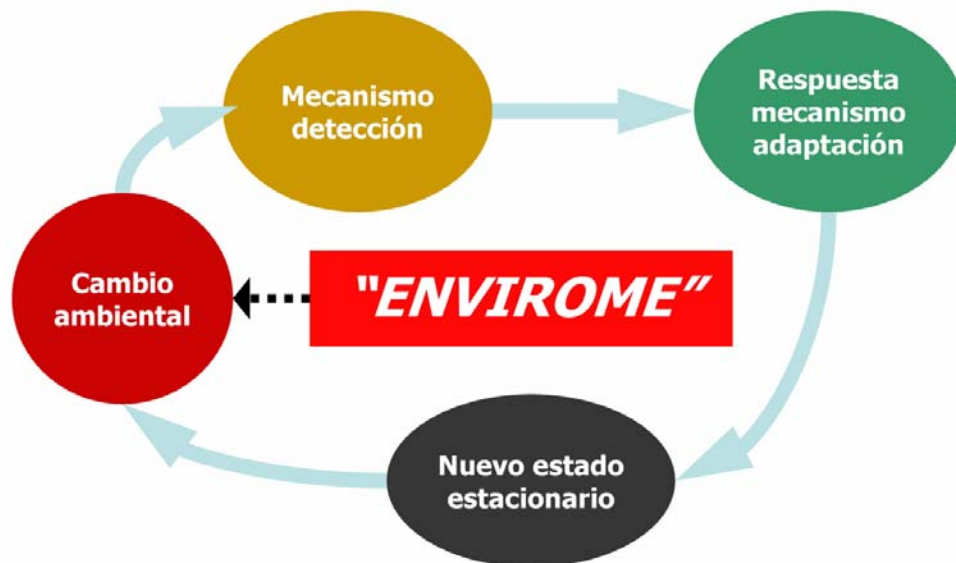 Mecanismo
detección
Respuesta
mecanismo
adaptación
Cambio
ambiental
"ENVIROME"
Nuevo estado
estacionario